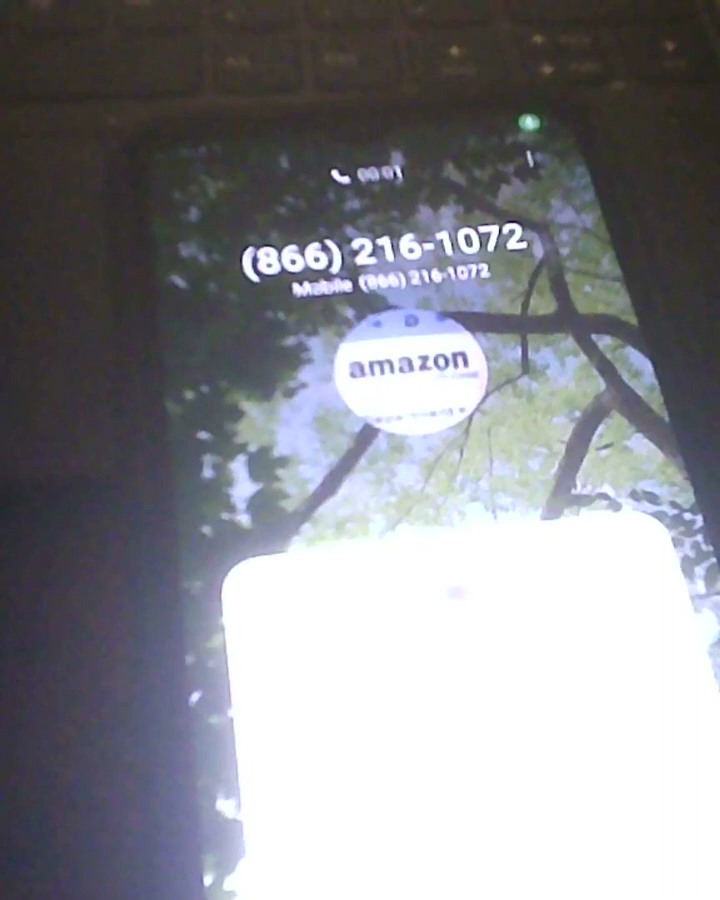 00:01
(866) 216-1072
Mobile (866) 216-1072
amazon